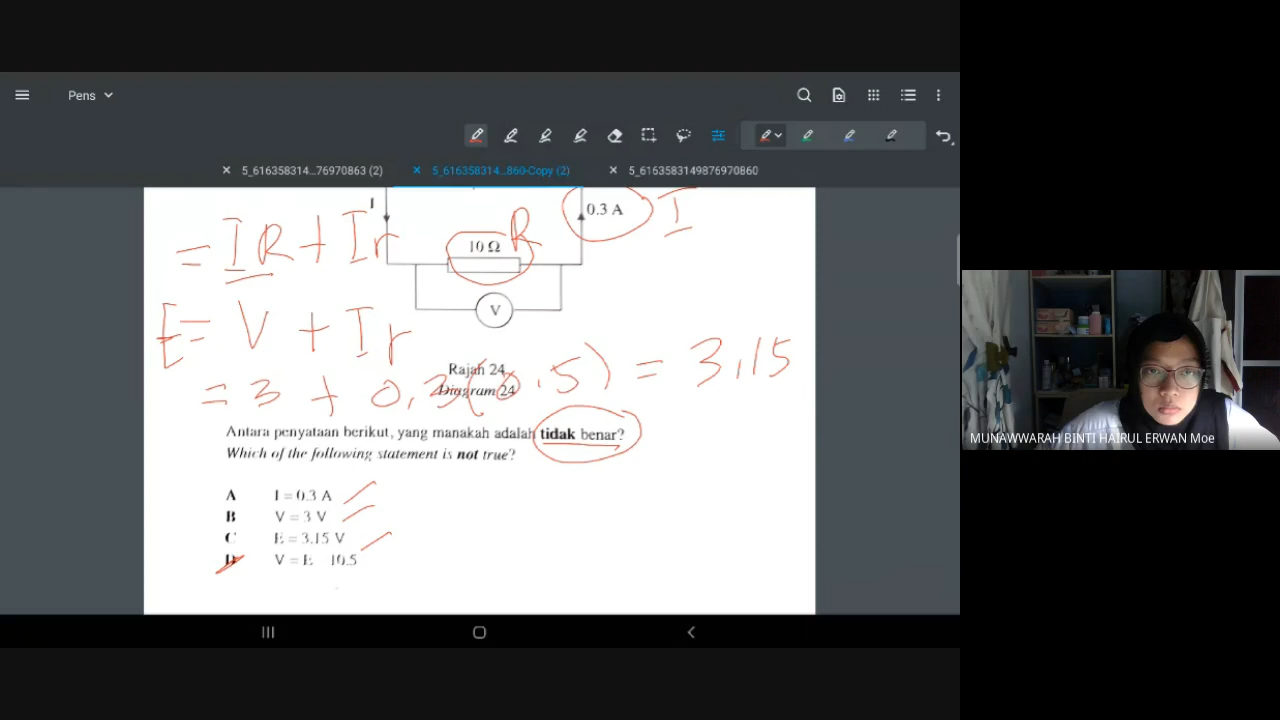 Pens
5_616358314...76970863 (2)
5_616358314...860-Copy (2)
5_6163583149876970860
I
0.3 A
I
= IR + Ir
10 Ω
R
V
E = V + Ir
Rajah 24
Diagram 24
= 3 + 0.3(0.5) = 3.15
Antara penyataan berikut, yang manakah adalah tidak benar?
Which of the following statement is not true?
A I = 0.3 A
B V = 3 V
C E = 3.15 V
D V = E 10.5
MUNAWWARAH BINTI HAIRUL ERWAN Moe